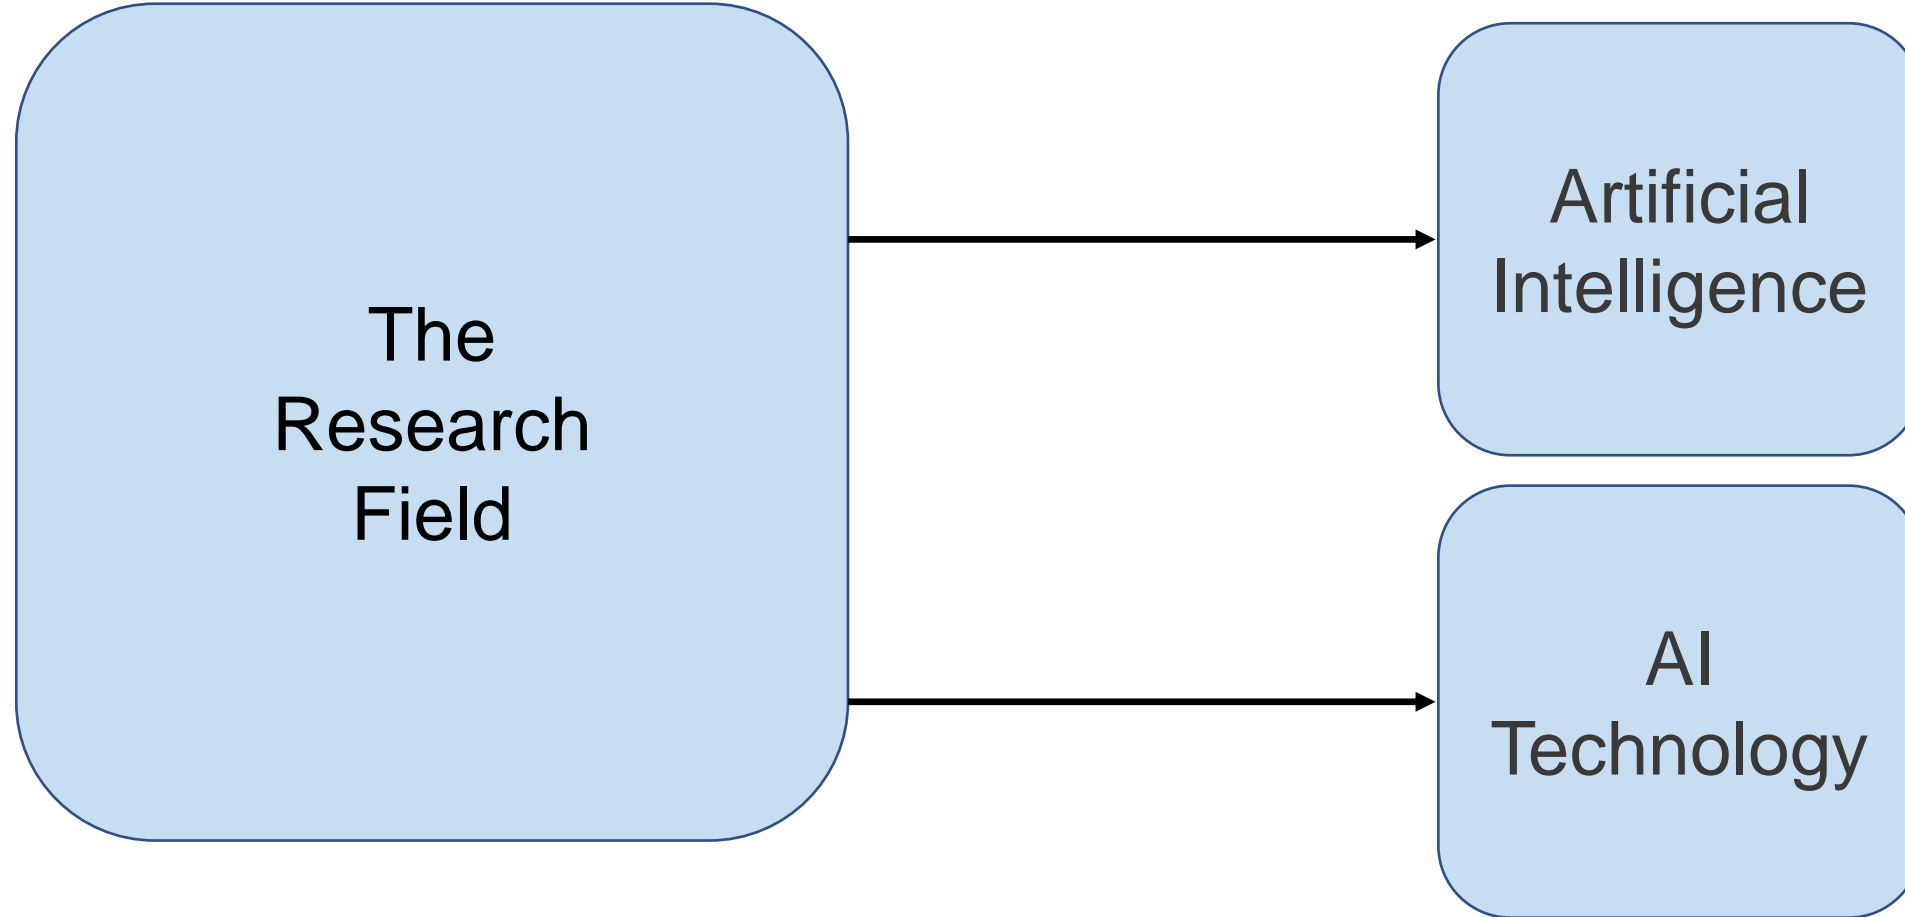 The
Research
Field
Artificial
Intelligence
AI
Technology